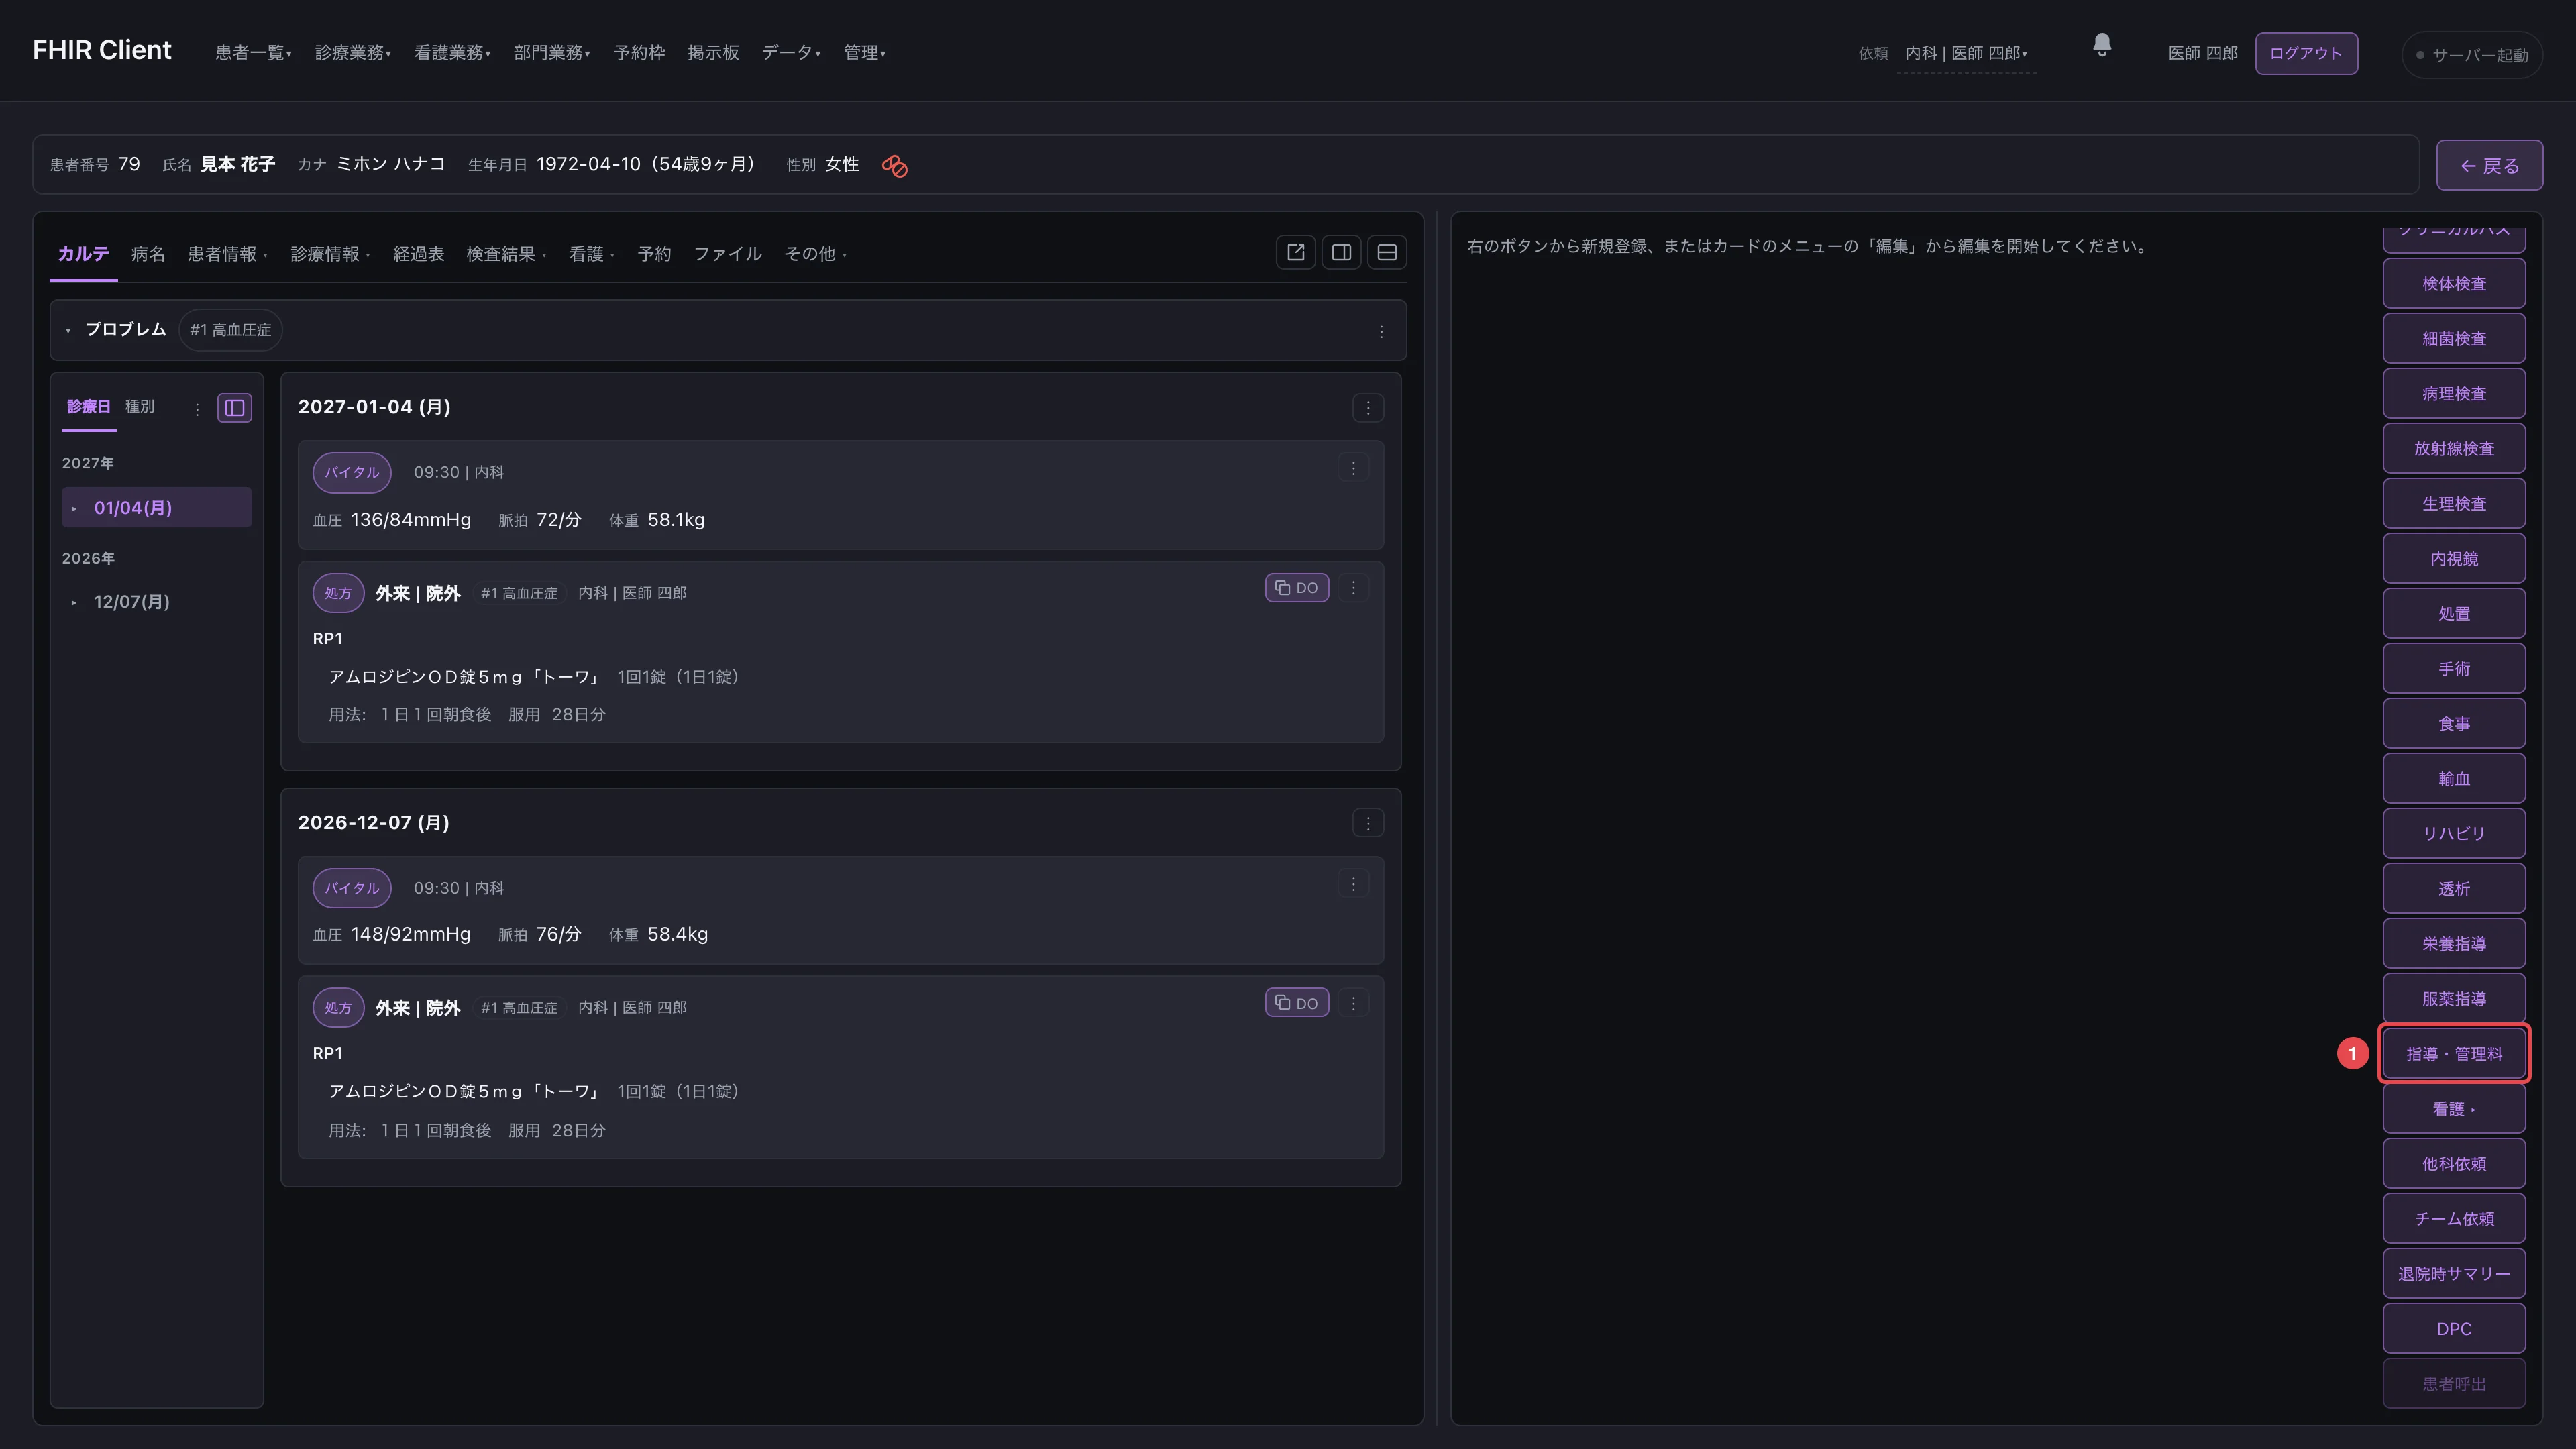 FHIR Client 患者一覧▾ 診療業務▾ 看護業務▾ 部門業務▾ 予約枠 掲示板 データ▾ 管理▾ 依頼 内科 | 医師 四郎▾ 医師 四郎 ログアウト サーバー起動
患者番号 79 氏名 見本 花子 カナ ミホン ハナコ 生年月日 1972-04-10（54歳9ヶ月） 性別 女性
← 戻る
カルテ 病名 患者情報 ▾ 診療情報 ▾ 経過表 検査結果 ▾ 看護 ▾ 予約 ファイル その他 ▾
▾ プロブレム #1 高血圧症
診療日 種別
2027年
▸ 01/04(月)
2026年
▸ 12/07(月)
2027-01-04 (月)
バイタル 09:30 | 内科
血圧 136/84mmHg 脈拍 72/分 体重 58.1kg
処方 外来 | 院外 #1 高血圧症 内科 | 医師 四郎 DO
RP1
アムロジピンＯＤ錠５ｍｇ「トーワ」 1回1錠（1日1錠）
用法: １日１回朝食後 服用 28日分
2026-12-07 (月)
バイタル 09:30 | 内科
血圧 148/92mmHg 脈拍 76/分 体重 58.4kg
処方 外来 | 院外 #1 高血圧症 内科 | 医師 四郎 DO
RP1
アムロジピンＯＤ錠５ｍｇ「トーワ」 1回1錠（1日1錠）
用法: １日１回朝食後 服用 28日分
右のボタンから新規登録、またはカードのメニューの「編集」から編集を開始してください。
クリニカルパス
検体検査
細菌検査
病理検査
放射線検査
生理検査
内視鏡
処置
手術
食事
輸血
リハビリ
透析
栄養指導
服薬指導
1 指導・管理料
看護 ▸
他科依頼
チーム依頼
退院時サマリー
DPC
患者呼出